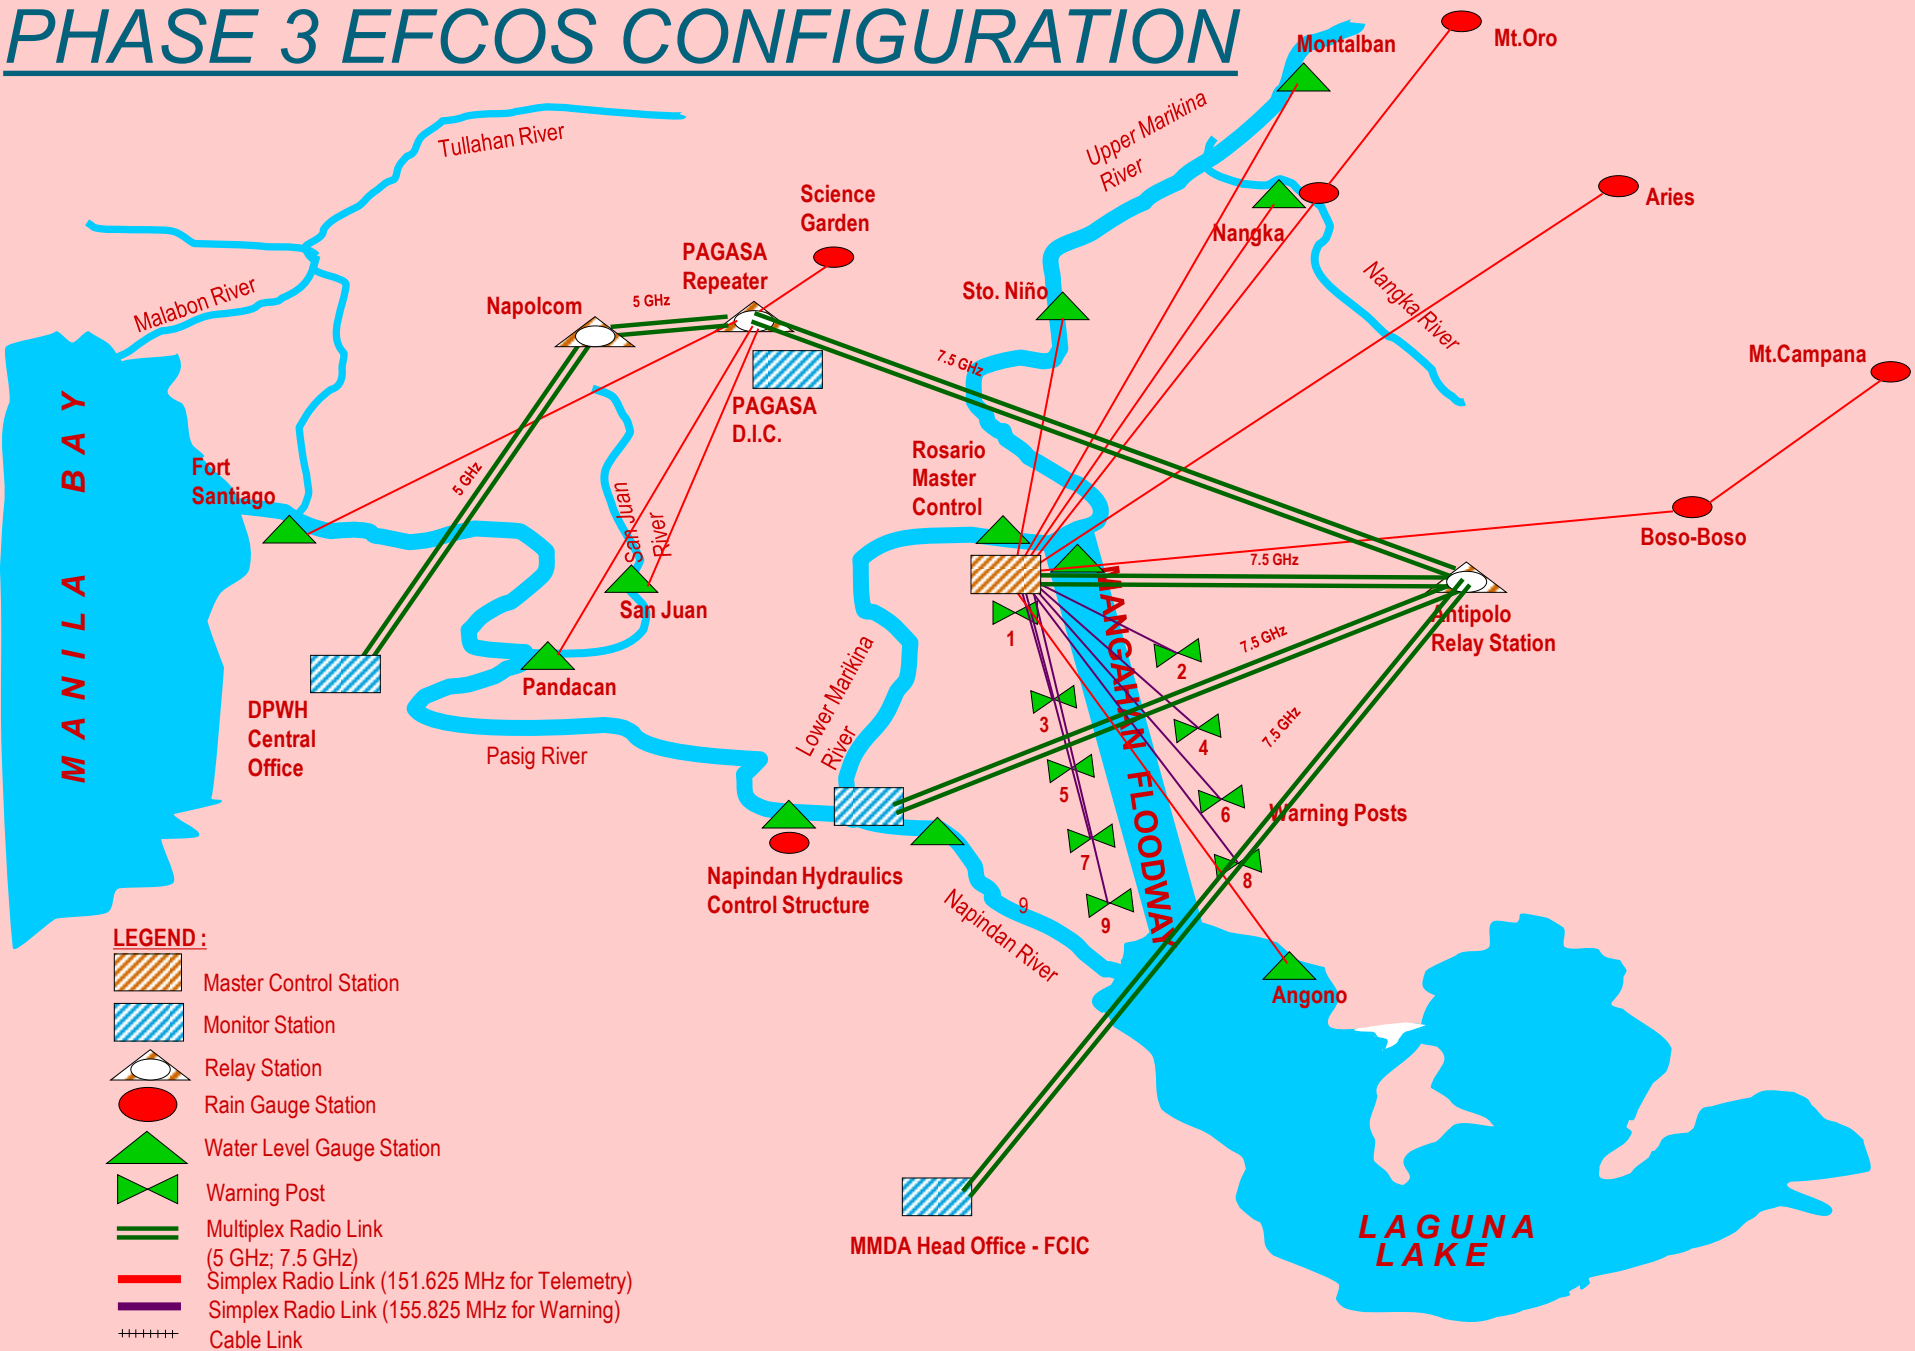 PHASE 3 EFCOS CONFIGURATION
Montalban
Mt.Oro
Upper Marikina
River
Tullahan River
Science
Garden
Aries
PAGASA
Repeater
Nangka
Nangka River
Malabon River
Napolcom
5 GHz
Sto. Niño
7.5 GHz
Mt.Campana
PAGASA
D.I.C.
MANILA BAY
Fort
Santiago
5 GHz
Rosario
Master
Control
San Juan
River
Boso-Boso
7.5 GHz
San Juan
Antipolo
Relay Station
MANGAHAN FLOODWAY
1
2
3
4
5
6
7
8
9
7.5 GHz
7.5 GHz
Pandacan
DPWH
Central
Office
Lower Marikina
River
Pasig River
Warning Posts
Napindan Hydraulics
Control Structure
9
Napindan River
Angono
LEGEND :
Master Control Station
Monitor Station
Relay Station
Rain Gauge Station
Water Level Gauge Station
Warning Post
Multiplex Radio Link
(5 GHz; 7.5 GHz)
Simplex Radio Link (151.625 MHz for Telemetry)
Simplex Radio Link (155.825 MHz for Warning)
Cable Link
MMDA Head Office - FCIC
LAGUNA
LAKE